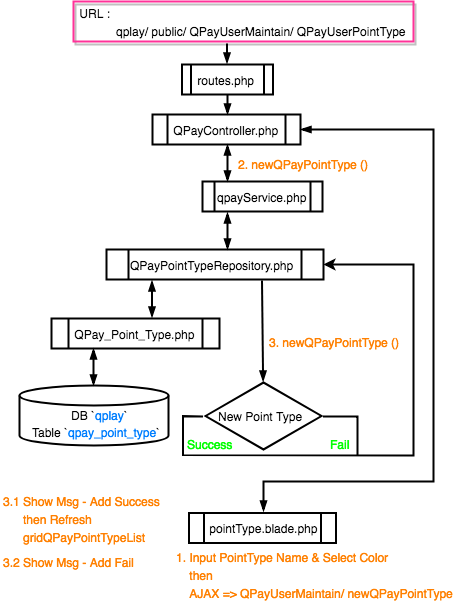 URL :
qplay/ public/ QPayUserMaintain/ QPayUserPointType
routes.php
QPayController.php
2. newQPayPointType ()
qpayService.php
QPayPointTypeRepository.php
QPay_Point_Type.php
3. newQPayPointType ()
DB `qplay`
Table `qpay_point_type`
New Point Type
Success
Fail
3.1 Show Msg - Add Success
then Refresh
gridQPayPointTypeList
3.2 Show Msg - Add Fail
pointType.blade.php
1. Input PointType Name & Select Color
then
AJAX => QPayUserMaintain/ newQPayPointType